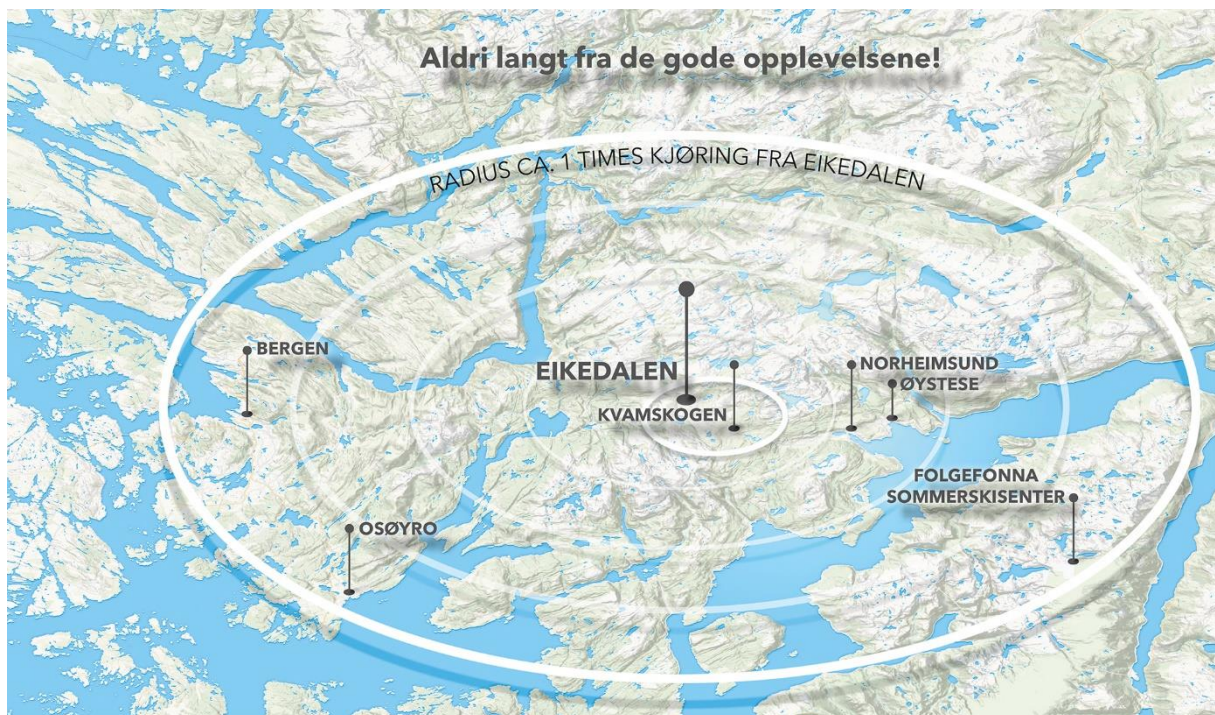 Aldri langt fra de gode opplevelsene!
RADIUS CA. 1 TIMES KJØRING FRA EIKEDALEN
BERGEN
EIKEDALEN
NORHEIMSUND
ØYSTESE
KVAMSKOGEN
FOLGEFONNA
SOMMERSKISENTER
OSØYRO